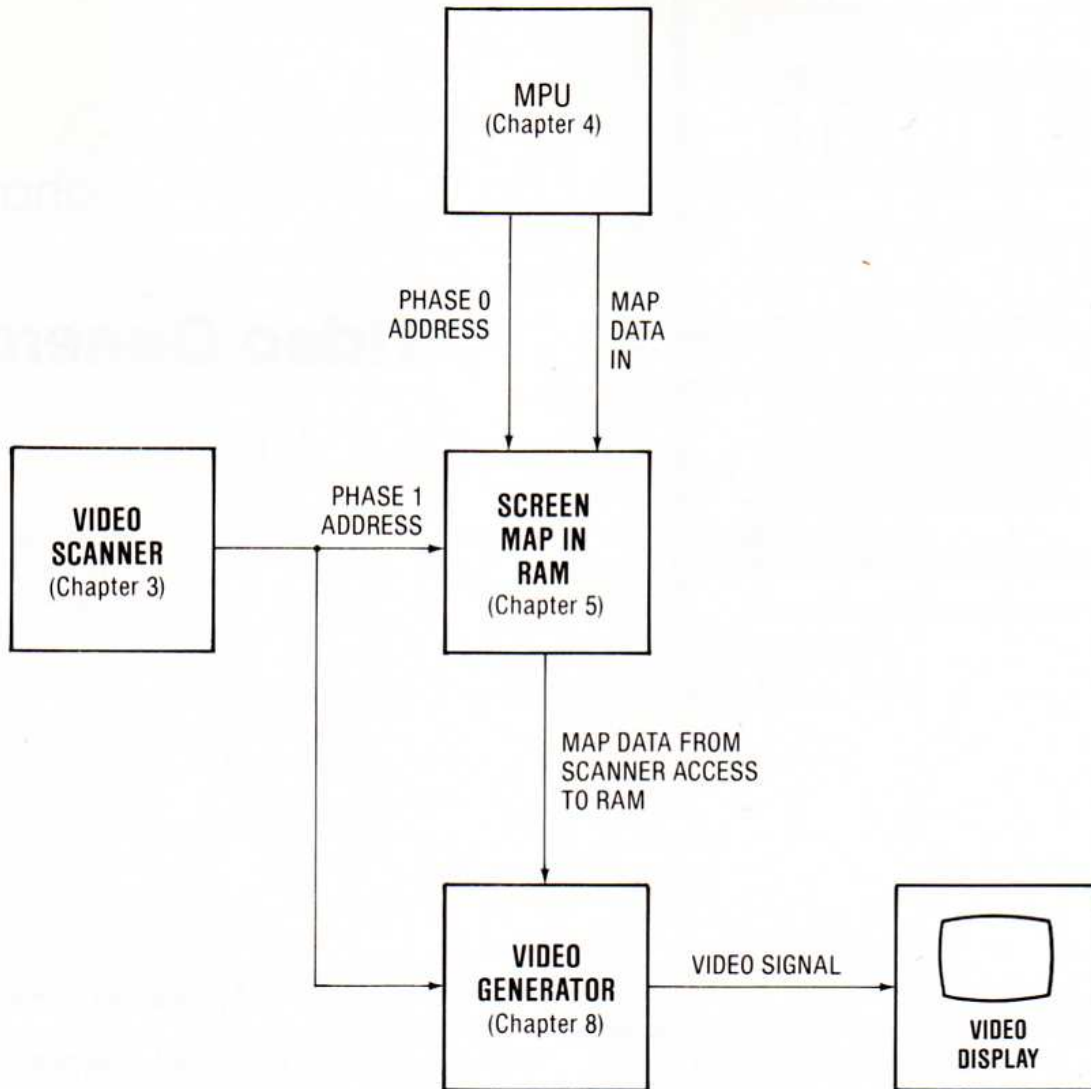 MPU
(Chapter 4)
PHASE 0
ADDRESS
MAP
DATA
IN
VIDEO
SCANNER
(Chapter 3)
PHASE 1
ADDRESS
SCREEN
MAP IN
RAM
(Chapter 5)
MAP DATA FROM
SCANNER ACCESS
TO RAM
VIDEO
GENERATOR
(Chapter 8)
VIDEO SIGNAL
VIDEO
DISPLAY